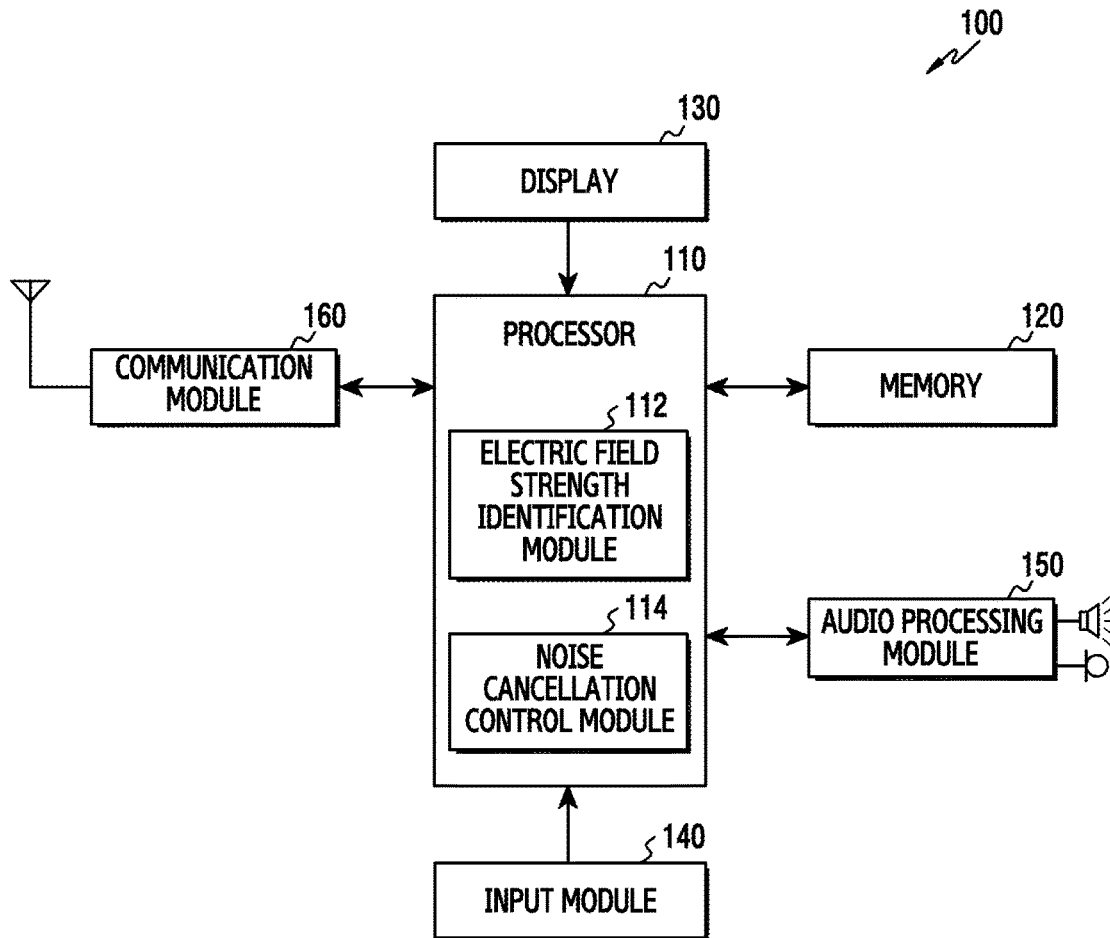 100
130
DISPLAY
110
PROCESSOR
160
COMMUNICATION
MODULE
120
MEMORY
112
ELECTRIC FIELD
STRENGTH
IDENTIFICATION
MODULE
150
AUDIO PROCESSING
MODULE
114
NOISE
CANCELLATION
CONTROL MODULE
140
INPUT MODULE